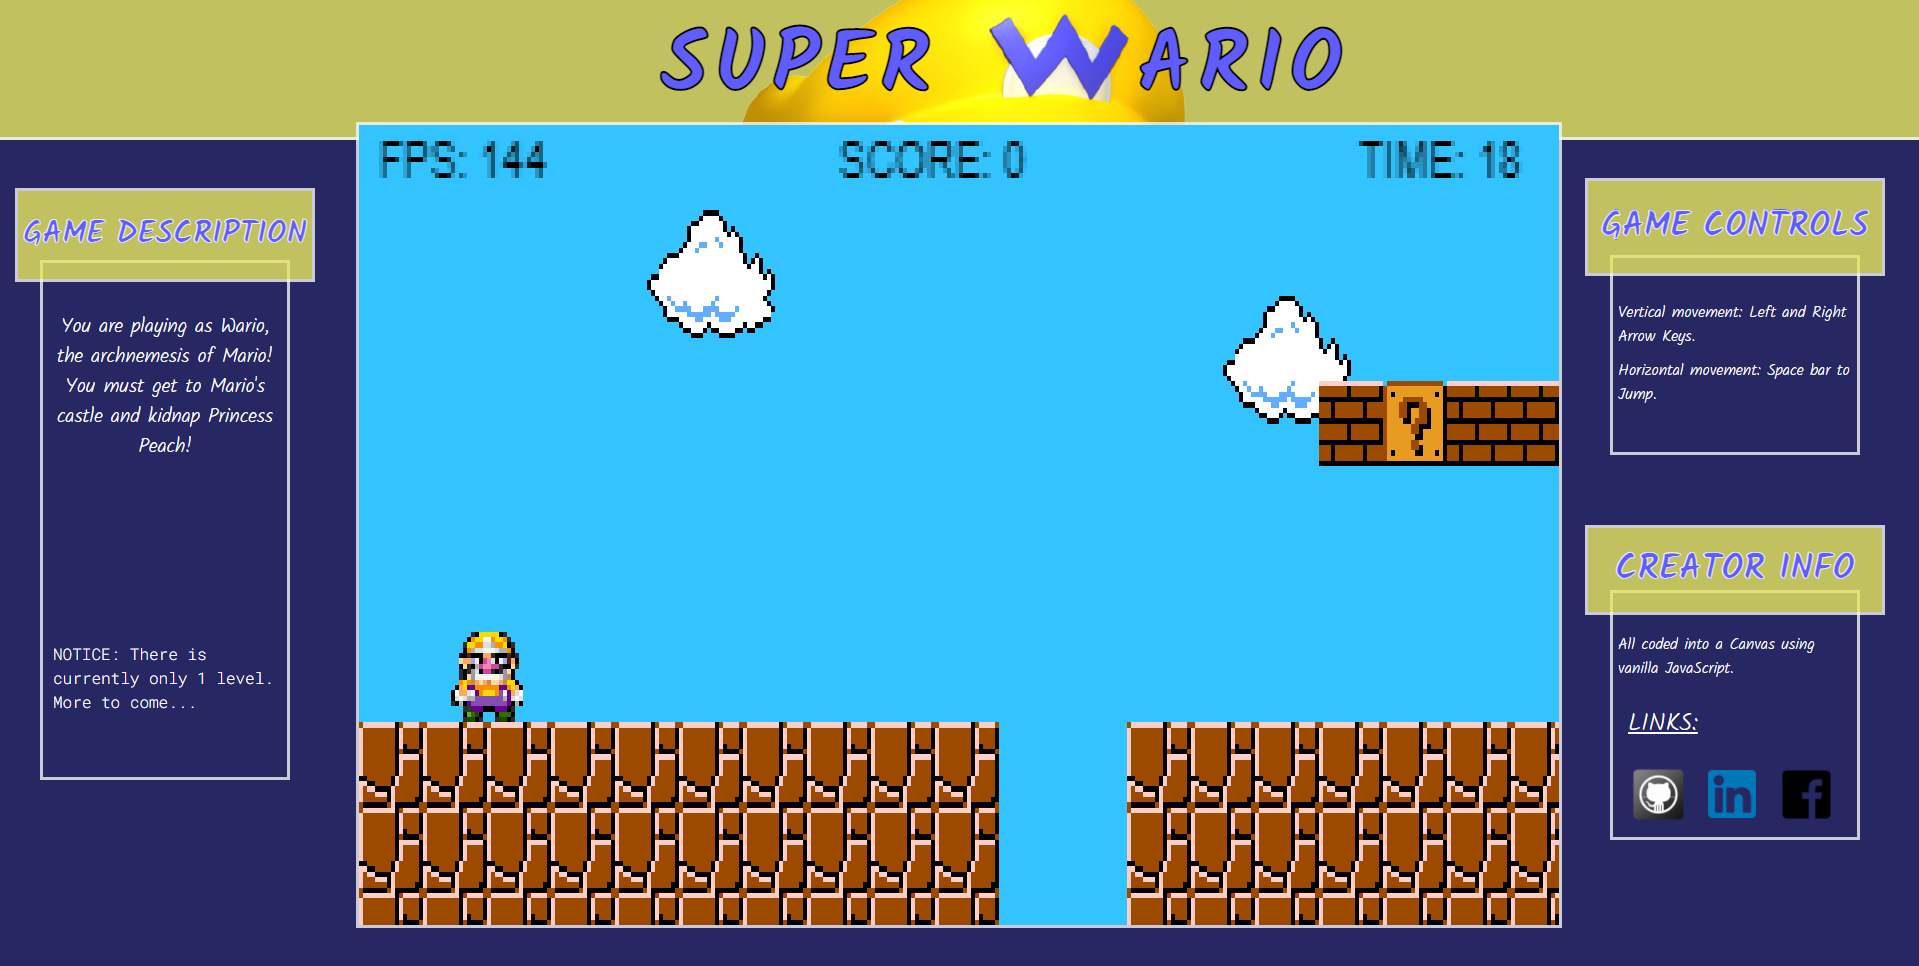 SUPER WARIO
FPS: 144 SCORE: 0 TIME: 18
GAME DESCRIPTION
You are playing as Wario,
the archnemesis of Mario!
You must get to Mario's
castle and kidnap Princess
Peach!
NOTICE: There is
currently only 1 level.
More to come...
?
GAME CONTROLS
Vertical movement: Left and Right
Arrow Keys.
Horizontal movement: Space bar to
Jump.
CREATOR INFO
All coded into a Canvas using
vanilla JavaScript.
LINKS:
in f